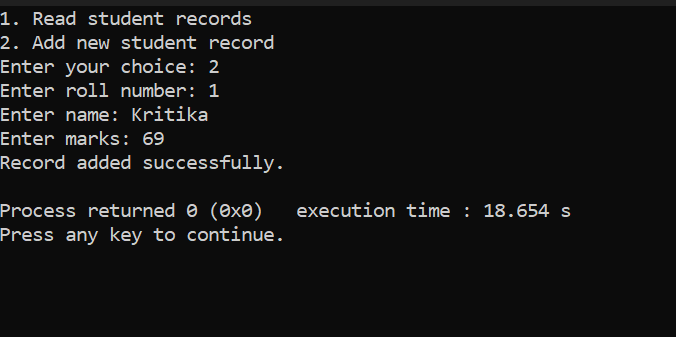 1. Read student records
2. Add new student record
Enter your choice: 2
Enter roll number: 1
Enter name: Kritika
Enter marks: 69
Record added successfully.
Process returned 0 (0x0)   execution time : 18.654 s
Press any key to continue.